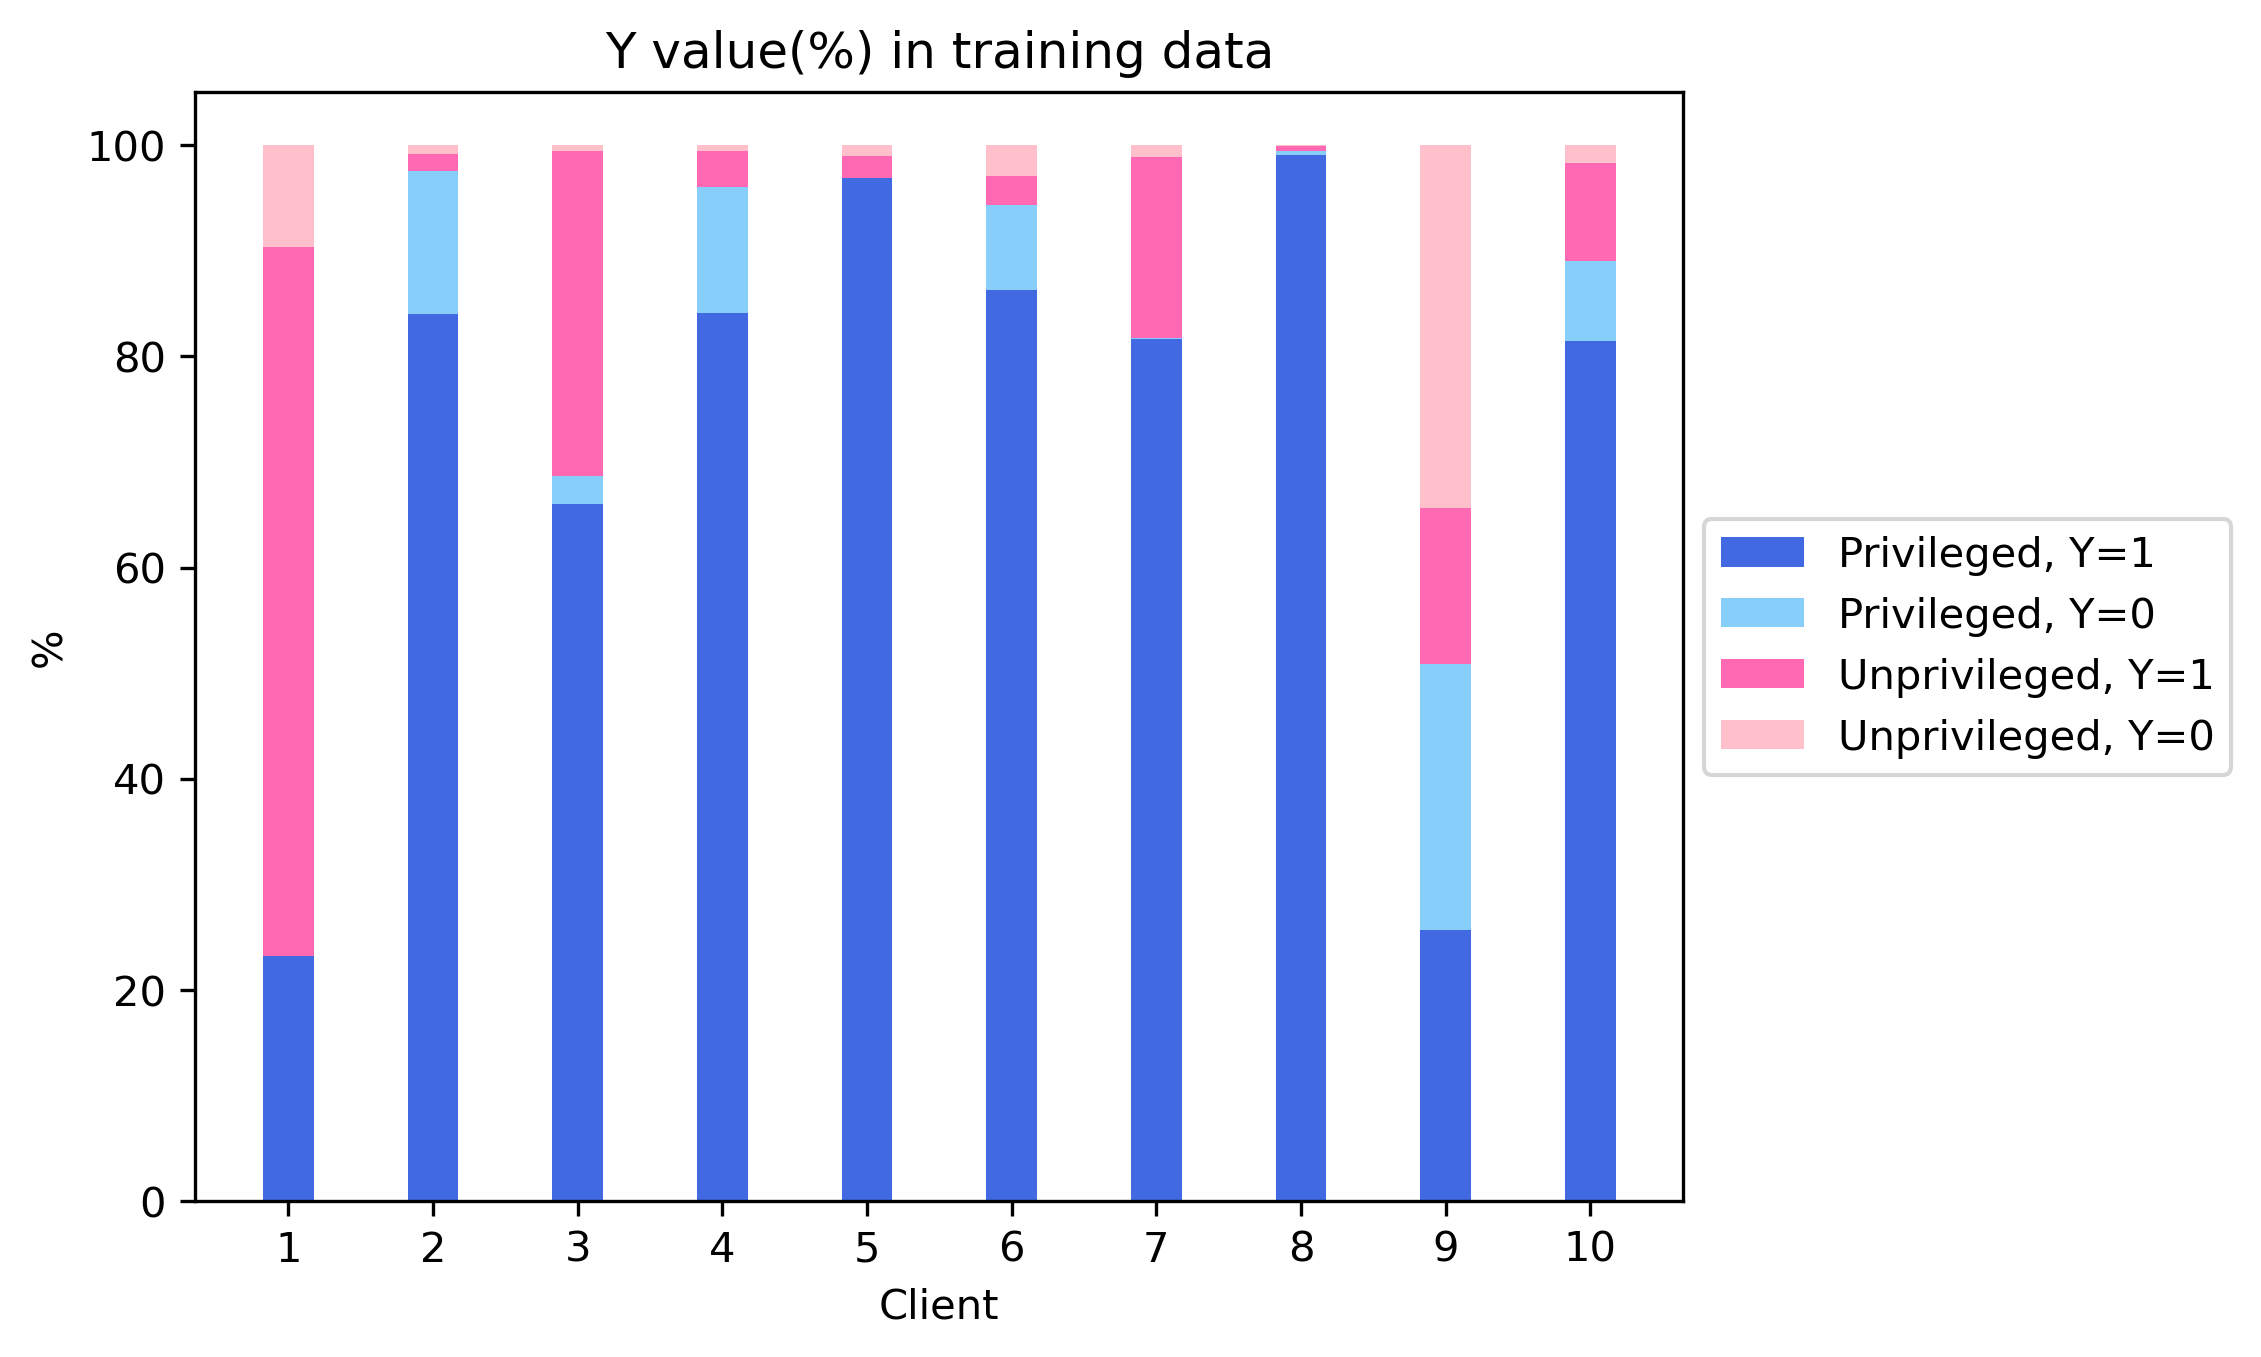 Y value(%) in training data
100
80
60
40
20
0
%
1 2 3 4 5 6 7 8 9 10
Client
Privileged, Y=1
Privileged, Y=0
Unprivileged, Y=1
Unprivileged, Y=0